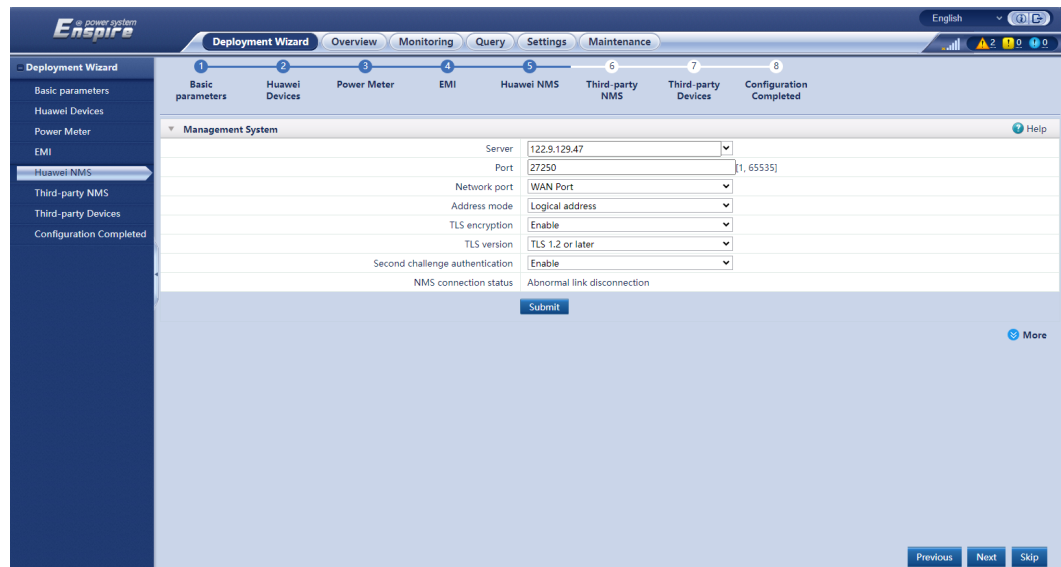 Enspire @ power system
English
Deployment Wizard Overview Monitoring Query Settings Maintenance
2 0 0
Deployment Wizard
Basic parameters
Huawei Devices
Power Meter
EMI
Huawei NMS
Third-party NMS
Third-party Devices
Configuration Completed
1 2 3 4 5 6 7 8
Basic parameters
Huawei Devices
Power Meter
EMI
Huawei NMS
Third-party NMS
Third-party Devices
Configuration Completed
Management System
Help
Server 122.9.129.47
Port 27250 [1, 65535]
Network port WAN Port
Address mode Logical address
TLS encryption Enable
TLS version TLS 1.2 or later
Second challenge authentication Enable
NMS connection status Abnormal link disconnection
Submit
More
Previous Next Skip